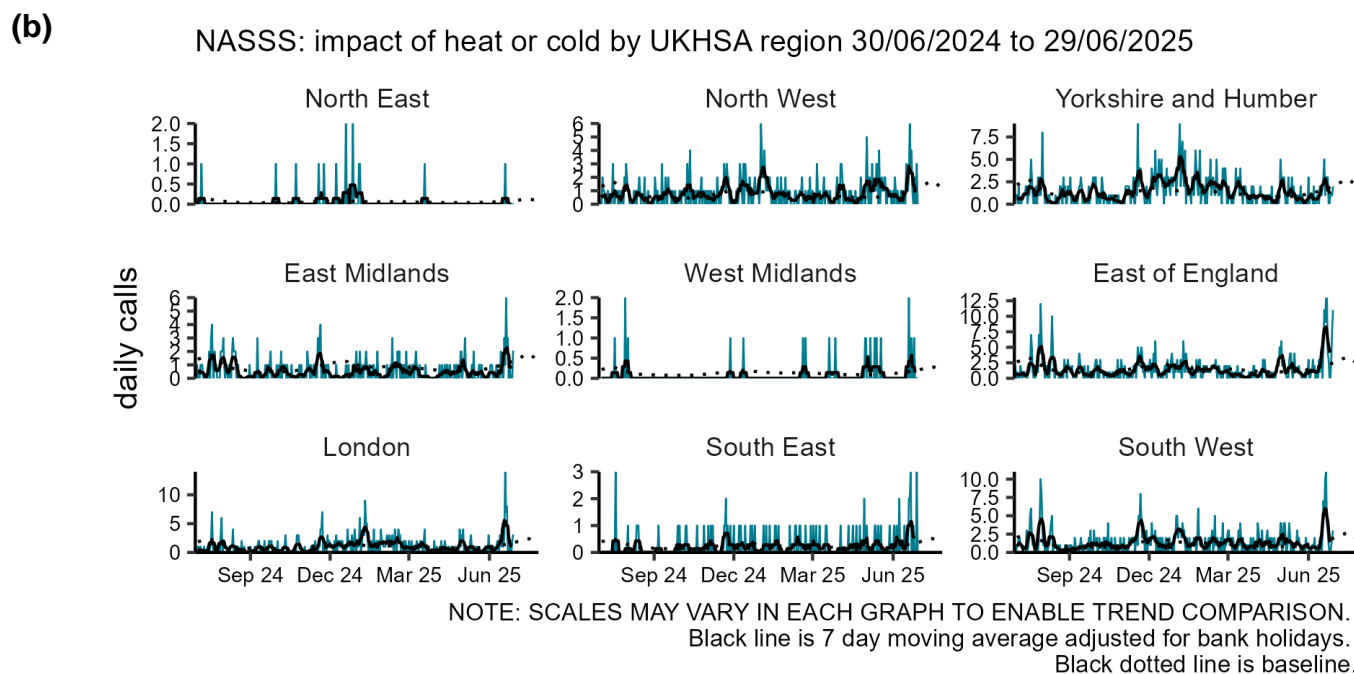 (b)
NASSS: impact of heat or cold by UKHSA region 30/06/2024 to 29/06/2025
daily calls
North East
2.0
1.5
1.0
0.5
0.0
North West
6
5
4
3
2
1
0
Yorkshire and Humber
7.5
5.0
2.5
0.0
East Midlands
6
5
4
3
2
1
0
West Midlands
2.0
1.5
1.0
0.5
0.0
East of England
12.5
10.0
7.5
5.0
2.5
0.0
London
10
5
0
Sep 24 Dec 24 Mar 25 Jun 25
South East
3
2
1
0
Sep 24 Dec 24 Mar 25 Jun 25
South West
10.0
7.5
5.0
2.5
0.0
Sep 24 Dec 24 Mar 25 Jun 25
NOTE: SCALES MAY VARY IN EACH GRAPH TO ENABLE TREND COMPARISON.
Black line is 7 day moving average adjusted for bank holidays.
Black dotted line is baseline.